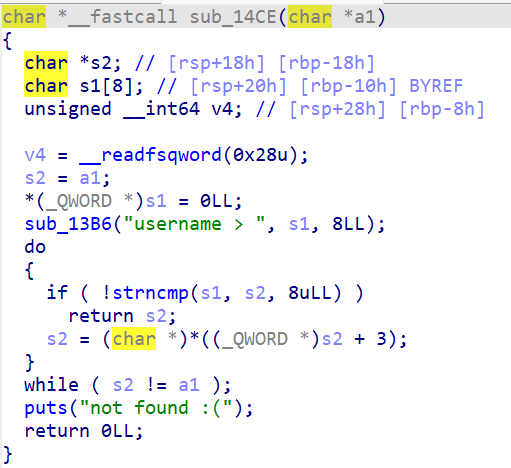 char *__fastcall sub_14CE(char *a1)
{
char *s2; // [rsp+18h] [rbp-18h]
char s1[8]; // [rsp+20h] [rbp-10h] BYREF
unsigned __int64 v4; // [rsp+28h] [rbp-8h]
v4 = __readfsqword(0x28u);
s2 = a1;
*(_QWORD *)s1 = 0LL;
sub_13B6("username > ", s1, 8LL);
do
{
if ( !strncmp(s1, s2, 8uLL) )
return s2;
s2 = (char *)*((_QWORD *)s2 + 3);
}
while ( s2 != a1 );
puts("not found :(");
return 0LL;
}